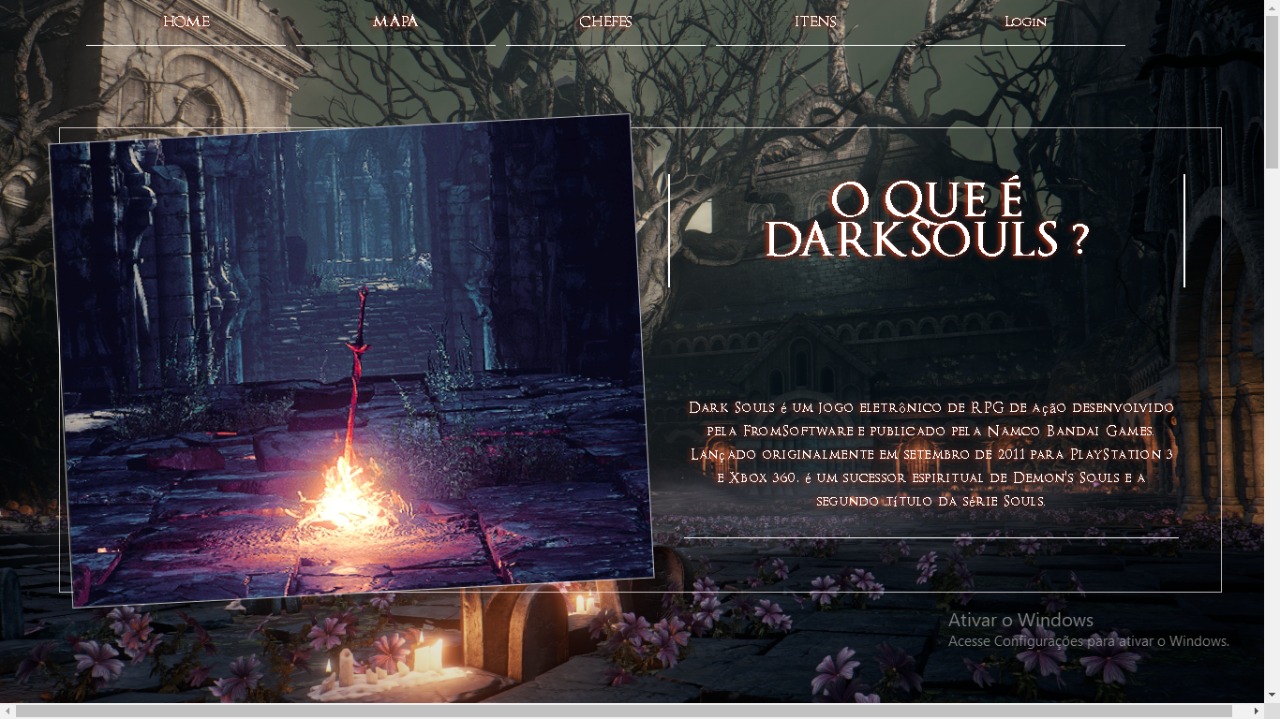 HOME
MAPA
CHEFES
ITENS
Login
O QUE É
DARKSOULS ?
Dark Souls é um jogo eletrônico de RPG de ação desenvolvido
pela FromSoftware e publicado pela Namco Bandai Games.
Lançado originalmente em setembro de 2011 para PlayStation 3
e Xbox 360, é um sucessor espiritual de Demon's Souls e a
segundo título da série Souls.
Ativar o Windows
Acesse Configurações para ativar o Windows.